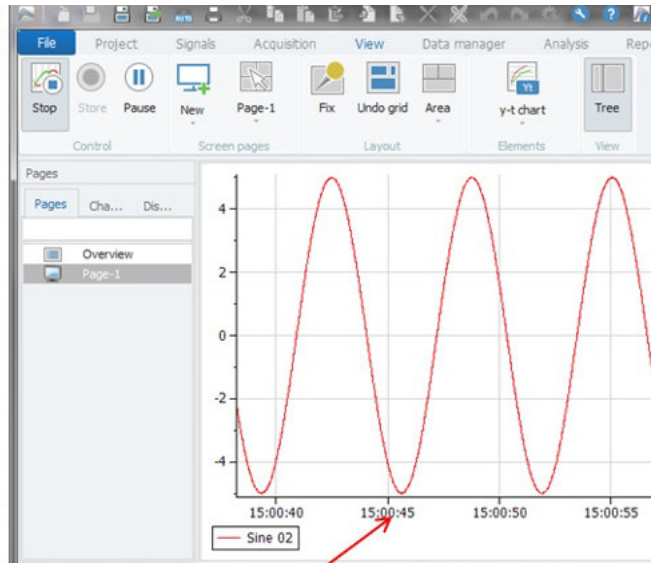 AUTO
File Project Signals Acquisition View Data manager Analysis Rep
Stop Store Pause New Page-1 Fix Undo grid Area y-t chart Tree
Control Screen pages Layout Elements View
Pages
Pages Cha... Dis...
Overview
Page-1
4
2
0
-2
-4
15:00:40 15:00:45 15:00:50 15:00:55
Sine 02